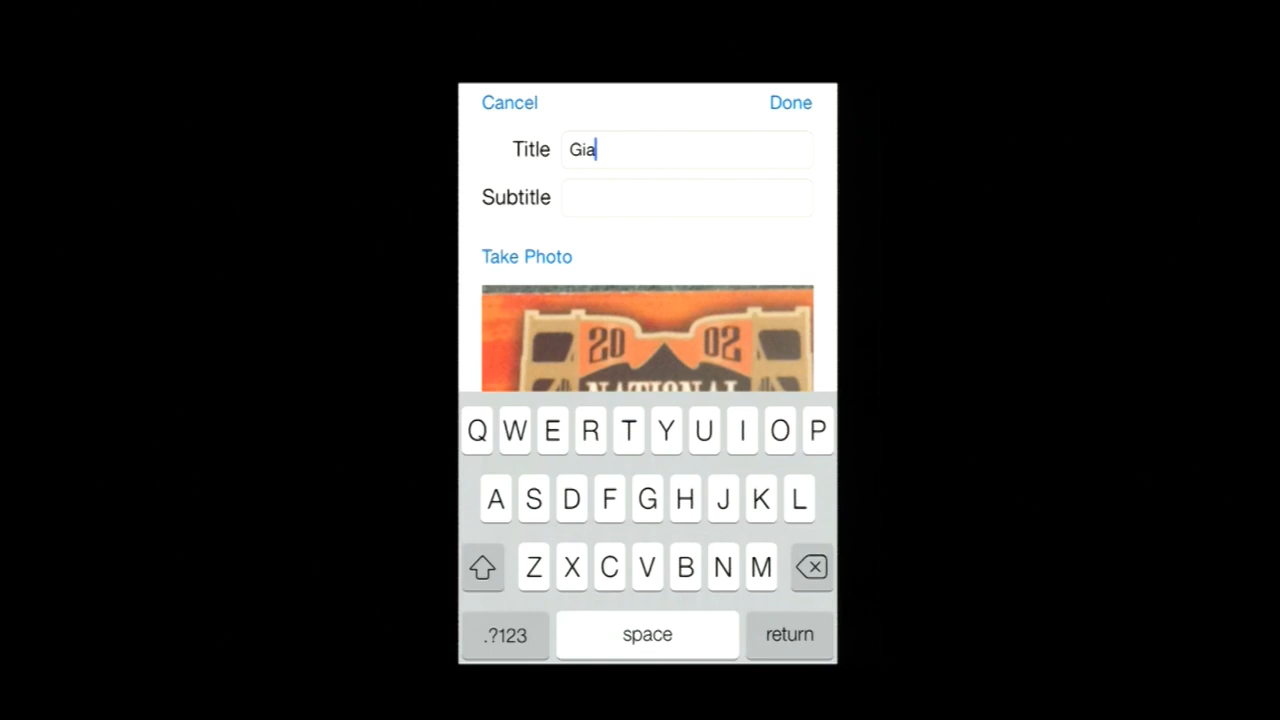 Cancel Done
Title Gia
Subtitle
Take Photo
20 02
NATIONAL
Q W E R T Y U I O P
A S D F G H J K L
Z X C V B N M
.?123 space return